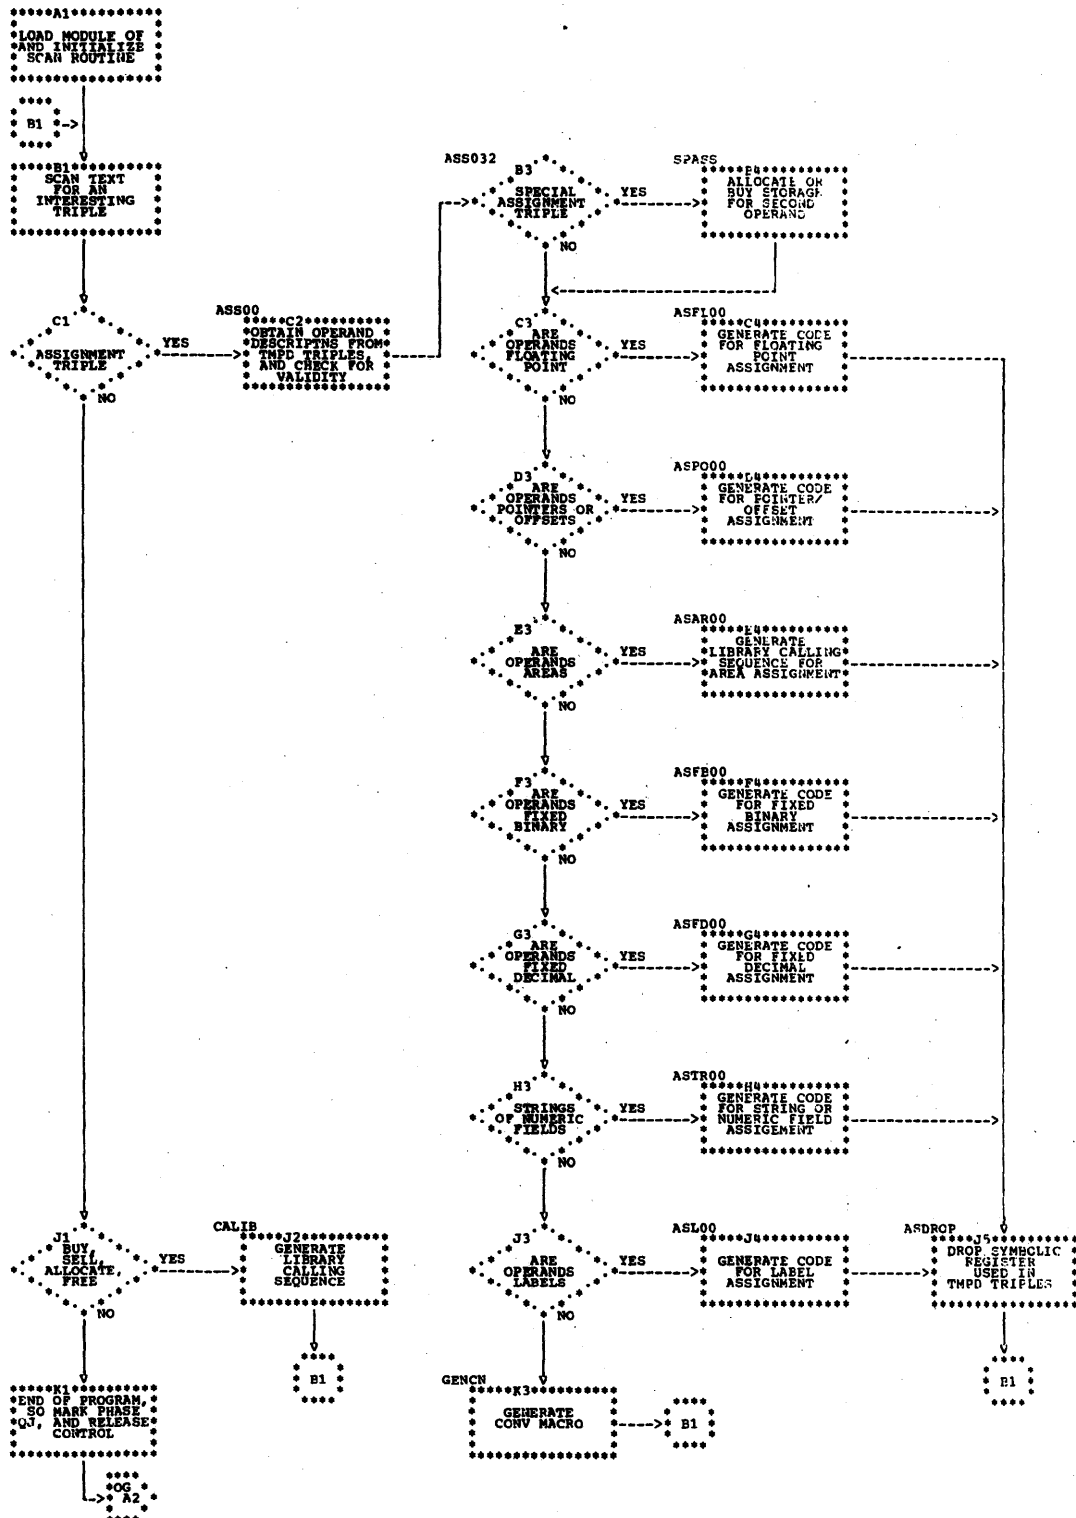 A1
LOAD MODULE OF
AND INITIALIZE
SCAN ROUTINE
B1
B1
SCAN TEXT
FOR AN
INTERESTING
TRIPLE
C1
ASSIGNMENT
TRIPLE
YES
NO
ASS00
C2
OBTAIN OPERAND
DESCRIPTNS FROM
TMPD TRIPLES,
AND CHECK FOR
VALIDITY
ASS032
B3
SPECIAL
ASSIGNMENT
TRIPLE
YES
NO
SPASS
B4
ALLOCATE OR
BUY STORAGE
FOR SECOND
OPERAND
C3
ARE
OPERANDS
FLOATING
POINT
YES
NO
ASFL00
C4
GENERATE CODE
FOR FLOATING
POINT
ASSIGNMENT
D3
ARE
OPERANDS
POINTERS OR
OFFSETS
YES
NO
ASPO00
D4
GENERATE CODE
FOR POINTER/
OFFSET
ASSIGNMENT
E3
ARE
OPERANDS
AREAS
YES
NO
ASAR00
E4
GENERATE
LIBRARY CALLING
SEQUENCE FOR
AREA ASSIGNMENT
F3
ARE
OPERANDS
FIXED
BINARY
YES
NO
ASFB00
F4
GENERATE CODE
FOR FIXED
BINARY
ASSIGNMENT
G3
ARE
OPERANDS
FIXED
DECIMAL
YES
NO
ASFD00
G4
GENERATE CODE
FOR FIXED
DECIMAL
ASSIGNMENT
H3
STRINGS
OF NUMERIC
FIELDS
YES
NO
ASTR00
H4
GENERATE CODE
FOR STRING OR
NUMERIC FIELD
ASSIGEMENT
J1
BUY,
SELL,
ALLOCATE,
FREE
YES
NO
CALIB
J2
GENERATE
LIBRARY
CALLING
SEQUENCE
B1
J3
ARE
OPERANDS
LABELS
YES
NO
ASL00
J4
GENERATE CODE
FOR LABEL
ASSIGNMENT
ASDROP
J5
DROP SYMBOLIC
REGISTER
USED IN
TMPD TRIPLES
B1
K1
END OF PROGRAM,
SO MARK PHASE
QJ, AND RELEASE
CONTROL
OG
A2
GENCN
K3
GENERATE
CONV MACRO
B1